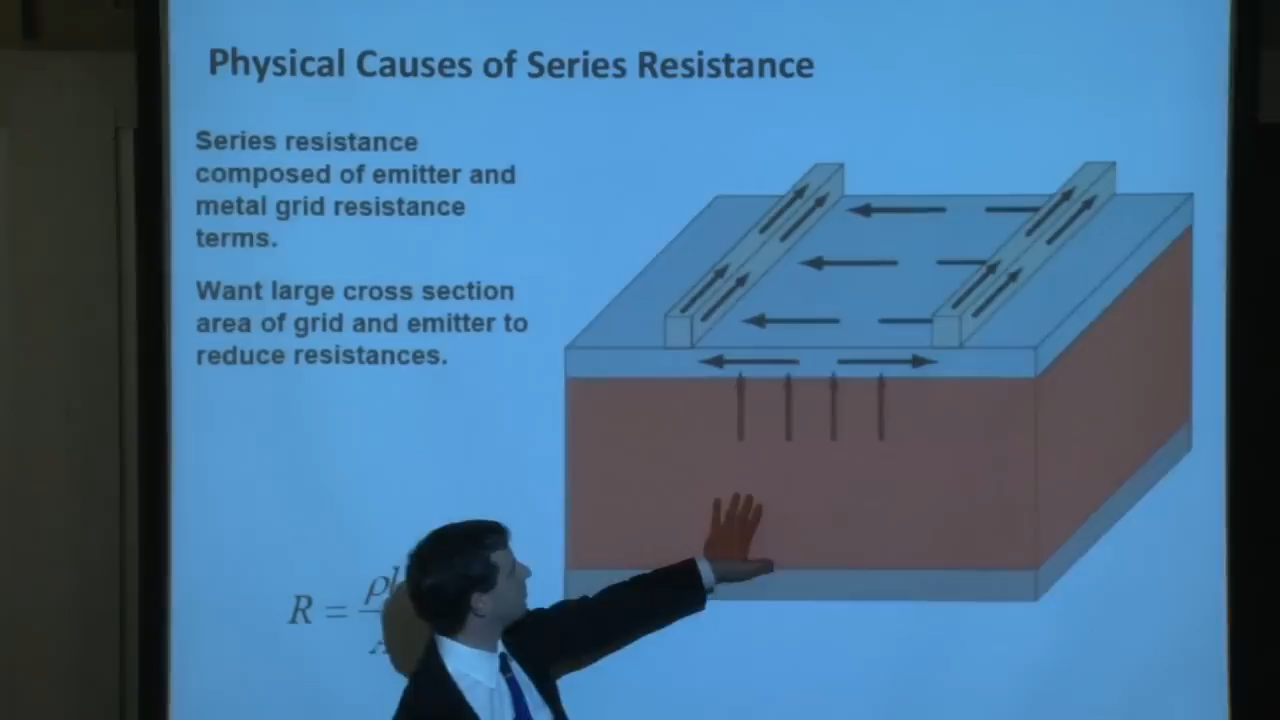 Physical Causes of Series Resistance
Series resistance
composed of emitter and
metal grid resistance
terms.
Want large cross section
area of grid and emitter to
reduce resistances.
R = ρ